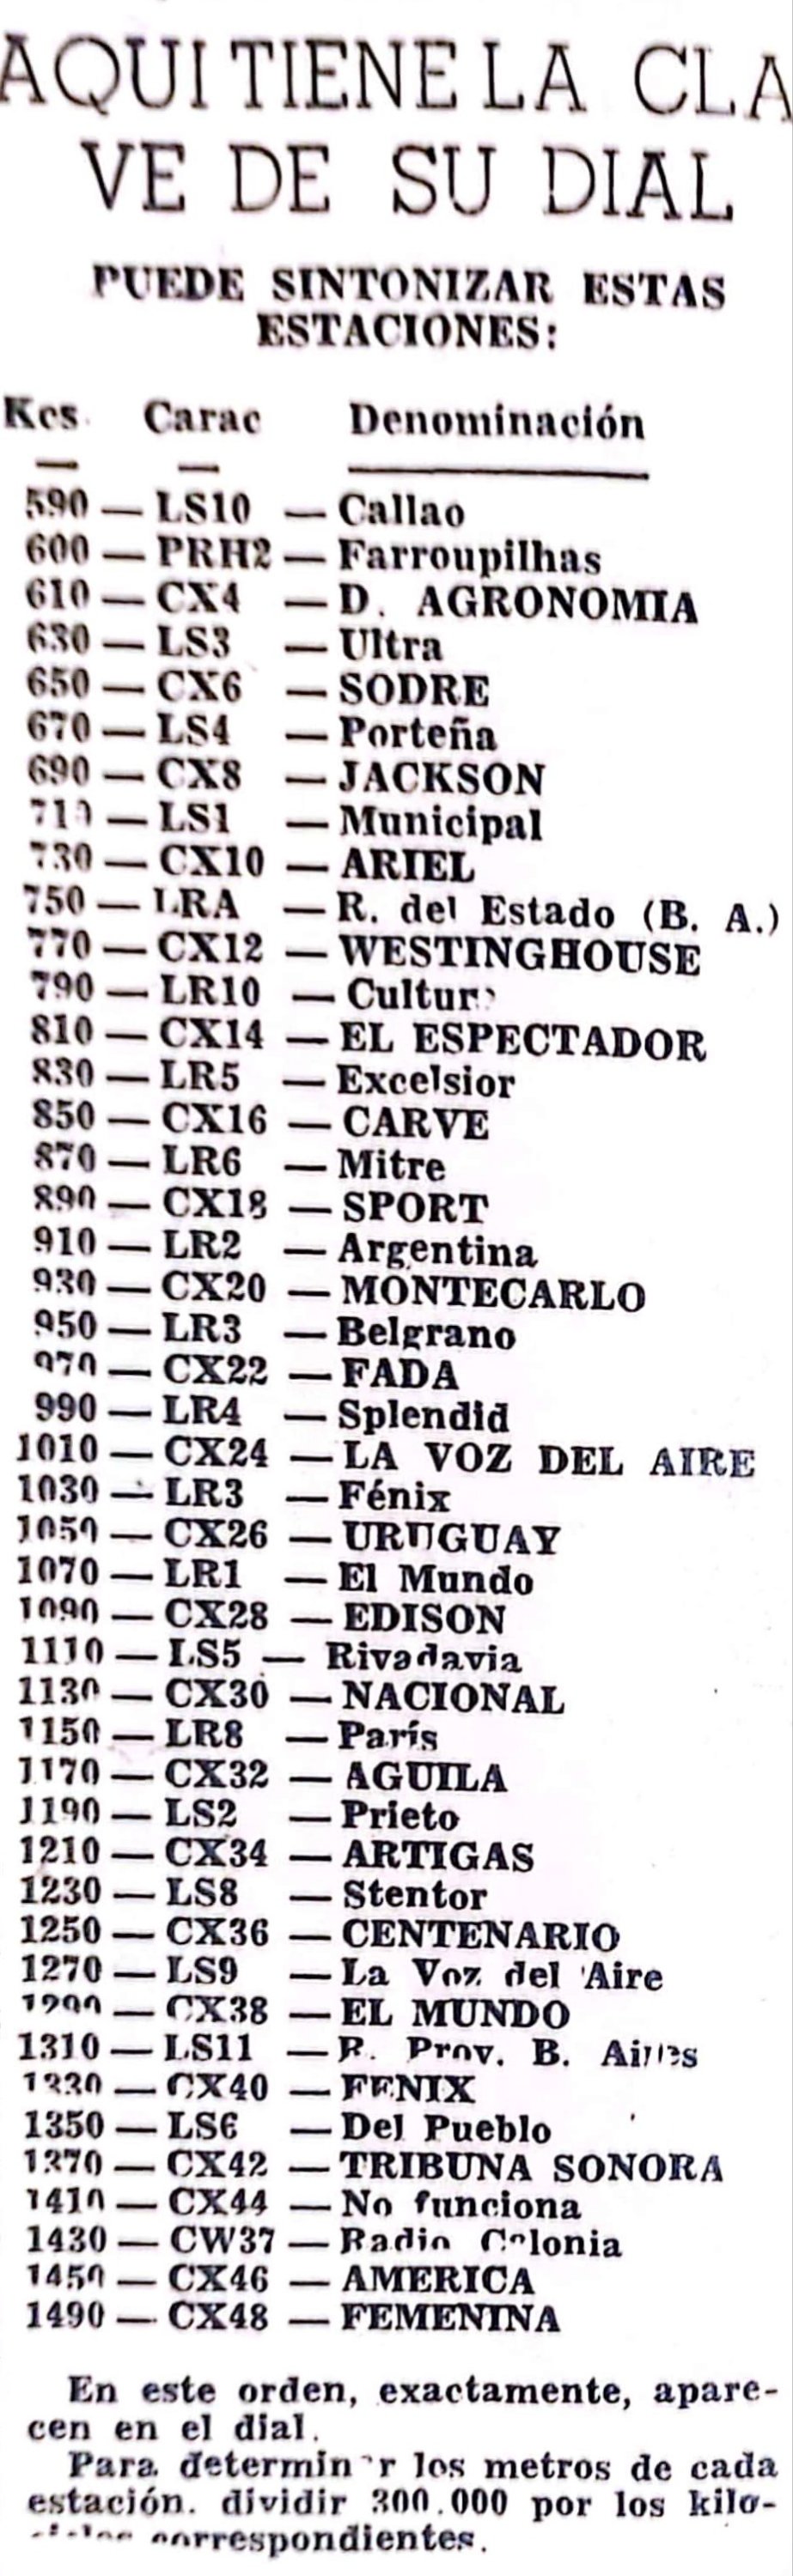 AQUI TIENE LA CLA
VE DE SU DIAL
PUEDE SINTONIZAR ESTAS
ESTACIONES:
Kcs. Carac Denominación
590 — LS10 — Callao
600 — PRH2 — Farroupilhas
610 — CX4 — D. AGRONOMIA
630 — LS3 — Ultra
650 — CX6 — SODRE
670 — LS4 — Porteña
690 — CX8 — JACKSON
710 — LS1 — Municipal
730 — CX10 — ARIEL
750 — LRA — R. del Estado (B. A.)
770 — CX12 — WESTINGHOUSE
790 — LR10 — Cultura
810 — CX14 — EL ESPECTADOR
830 — LR5 — Excelsior
850 — CX16 — CARVE
870 — LR6 — Mitre
890 — CX18 — SPORT
910 — LR2 — Argentina
930 — CX20 — MONTECARLO
950 — LR3 — Belgrano
970 — CX22 — FADA
990 — LR4 — Splendid
1010 — CX24 — LA VOZ DEL AIRE
1030 — LR3 — Fénix
1050 — CX26 — URUGUAY
1070 — LR1 — El Mundo
1090 — CX28 — EDISON
1110 — LS5 — Rivadavia
1130 — CX30 — NACIONAL
1150 — LR8 — París
1170 — CX32 — AGUILA
1190 — LS2 — Prieto
1210 — CX34 — ARTIGAS
1230 — LS8 — Stentor
1250 — CX36 — CENTENARIO
1270 — LS9 — La Voz del Aire
1290 — CX38 — EL MUNDO
1310 — LS11 — R. Prov. B. Aires
1330 — CX40 — FENIX
1350 — LS6 — Del Pueblo
1370 — CX42 — TRIBUNA SONORA
1410 — CX44 — No funciona
1430 — CW37 — Radio Colonia
1450 — CX46 — AMERICA
1490 — CX48 — FEMENINA
En este orden, exactamente, apare-
cen en el dial.
Para determinar los metros de cada
estación. dividir 300.000 por los kilo-
correspondientes.